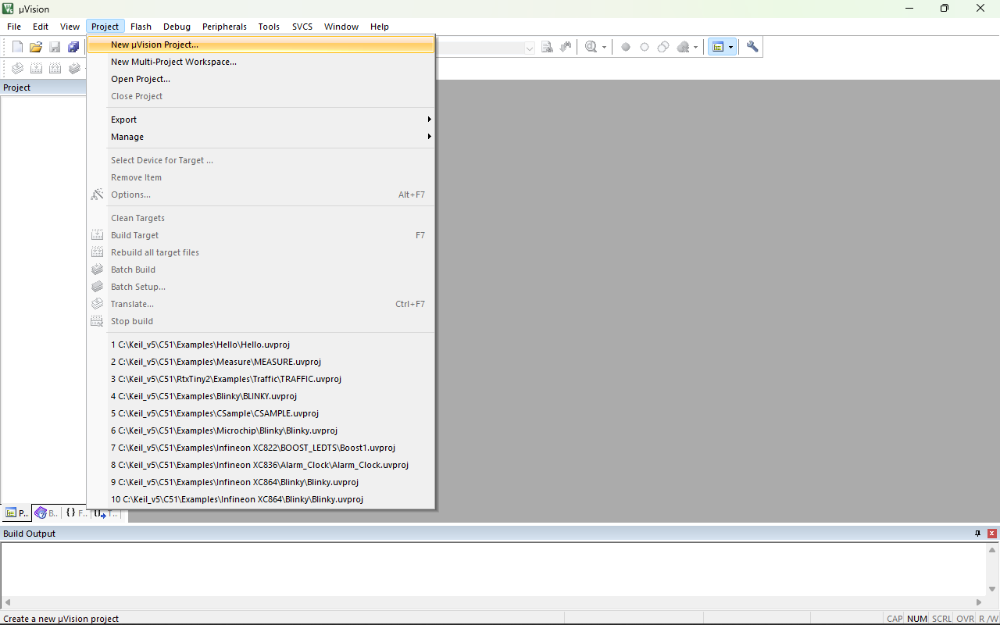 µVision
File Edit View Project Flash Debug Peripherals Tools SVCS Window Help
New µVision Project...
New Multi-Project Workspace...
Open Project...
Close Project
Export
Manage
Select Device for Target ...
Remove Item
Options... Alt+F7
Clean Targets
Build Target F7
Rebuild all target files
Batch Build
Batch Setup...
Translate... Ctrl+F7
Stop build
1 C:\Keil_v5\C51\Examples\Hello\Hello.uvproj
2 C:\Keil_v5\C51\Examples\Measure\MEASURE.uvproj
3 C:\Keil_v5\C51\RtxTiny2\Examples\Traffic\TRAFFIC.uvproj
4 C:\Keil_v5\C51\Examples\Blinky\BLINKY.uvproj
5 C:\Keil_v5\C51\Examples\CSample\CSAMPLE.uvproj
6 C:\Keil_v5\C51\Examples\Microchip\Blinky\Blinky.uvproj
7 C:\Keil_v5\C51\Examples\Infineon XC822\BOOST_LEDTS\Boost1.uvproj
8 C:\Keil_v5\C51\Examples\Infineon XC836\Alarm_Clock\Alarm_Clock.uvproj
9 C:\Keil_v5\C51\Examples\Infineon XC864\Blinky\Blinky.uvproj
10 C:\Keil_v5\C51\Examples\Infineon XC864\Blinky\Blinky.uvproj
Project
P.. B.. {} F.. T..
Build Output
Create a new µVision project
CAP NUM SCRL OVR R /W